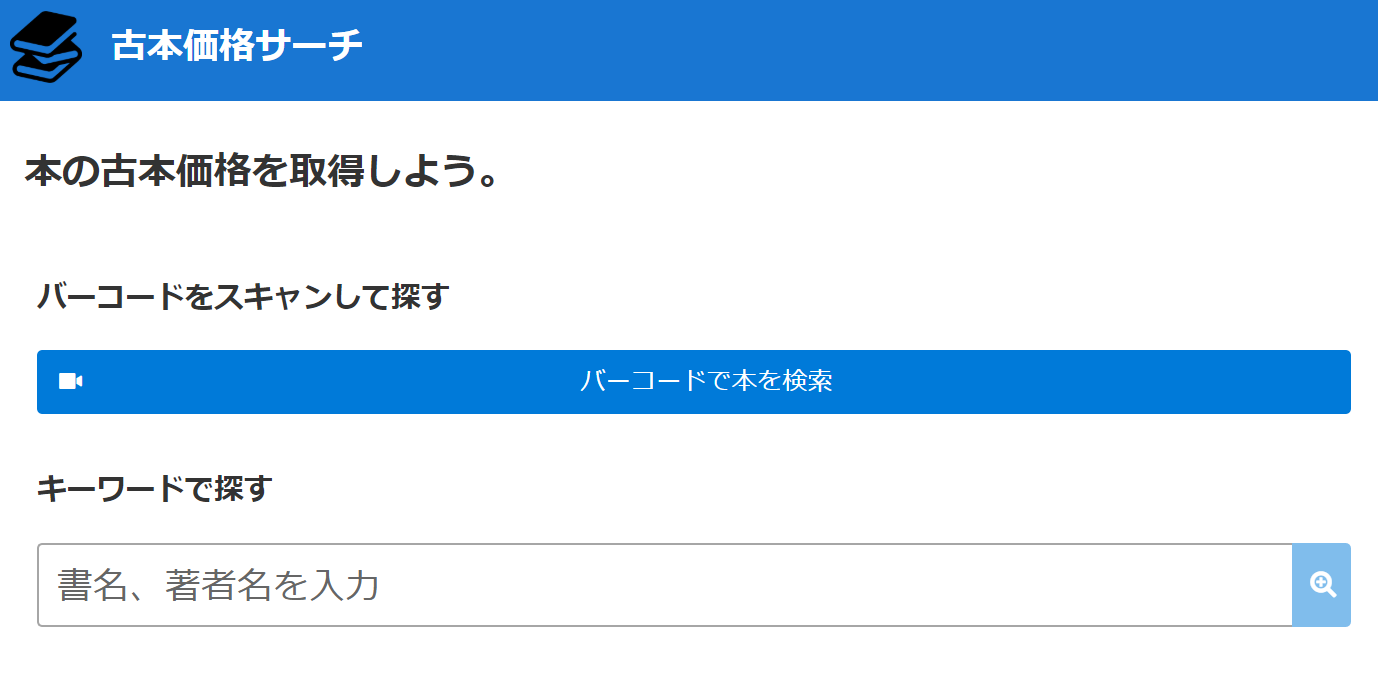 古本価格サーチ
本の古本価格を取得しよう。
バーコードをスキャンして探す
バーコードで本を検索
キーワードで探す
書名、著者名を入力